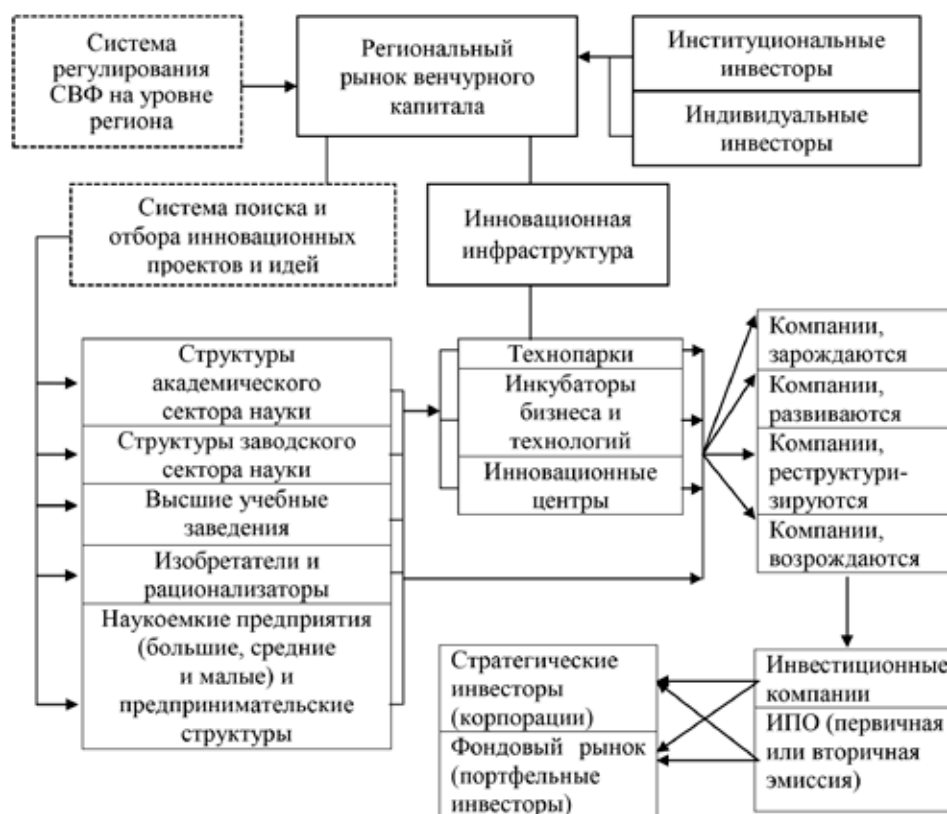 Система
регулирования
СВФ на уровне
региона
Региональный
рынок венчурного
капитала
Институциональные
инвесторы
Индивидуальные
инвесторы
Система поиска и
отбора инновационных
проектов и идей
Инновационная
инфраструктура
Структуры
академического
сектора науки
Структуры заводского
сектора науки
Высшие учебные
заведения
Изобретатели и
рационализаторы
Наукоемкие предприятия
(большие, средние
и малые) и
предпринимательские
структуры
Технопарки
Инкубаторы
бизнеса и
технологий
Инновационные
центры
Компании,
зарождаются
Компании,
развиваются
Компании,
реструктури-
зируются
Компании,
возрождаются
Стратегические
инвесторы
(корпорации)
Фондовый рынок
(портфельные
инвесторы)
Инвестиционные
компании
ИПО (первичная
или вторичная
эмиссия)